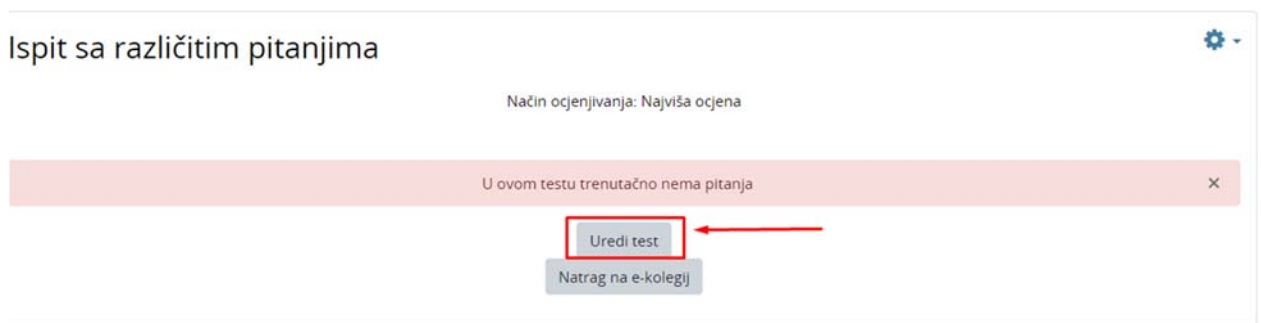 Ispit sa različitim pitanjima
Način ocjenjivanja: Najviša ocjena
U ovom testu trenutačno nema pitanja
Uredi test
Natrag na e-kolegij